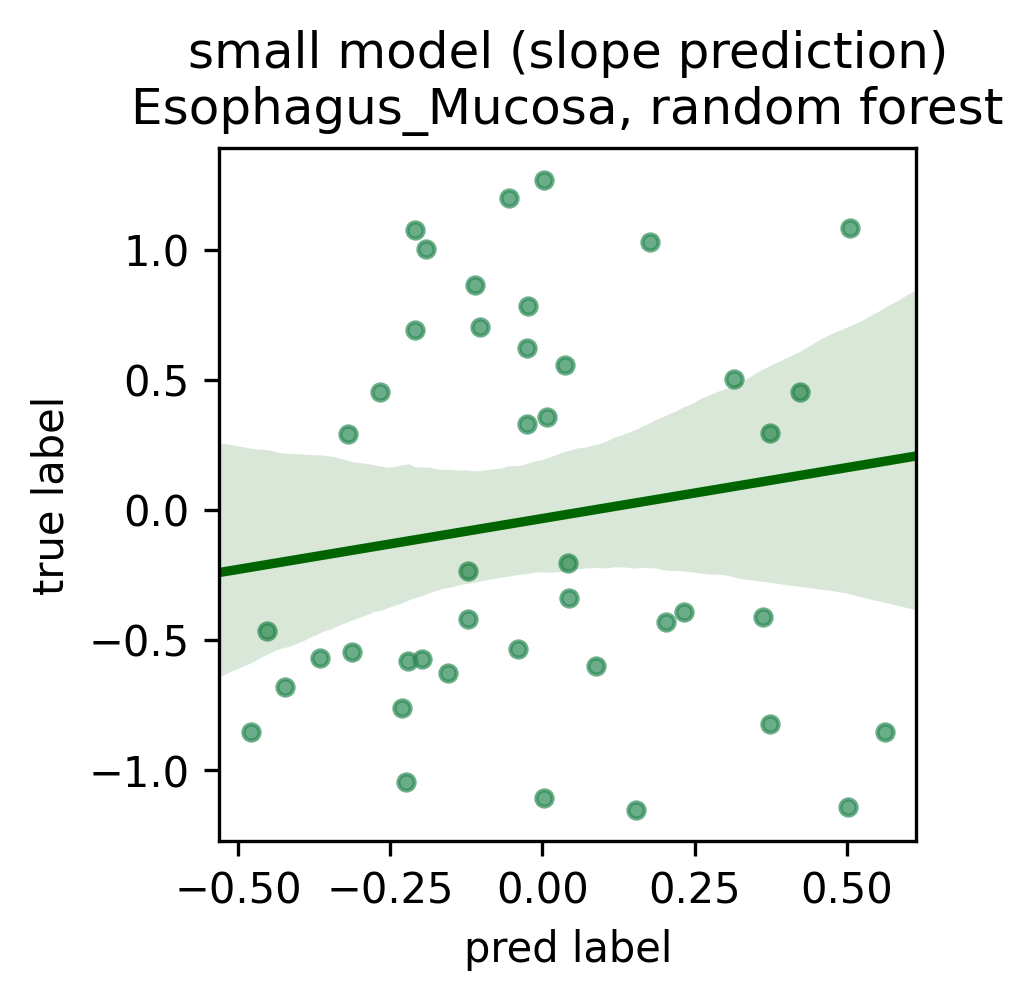 small model (slope prediction)
Esophagus_Mucosa, random forest
1.0
0.5
0.0
−0.5
−1.0
true label
−0.50 −0.25 0.00 0.25 0.50
pred label